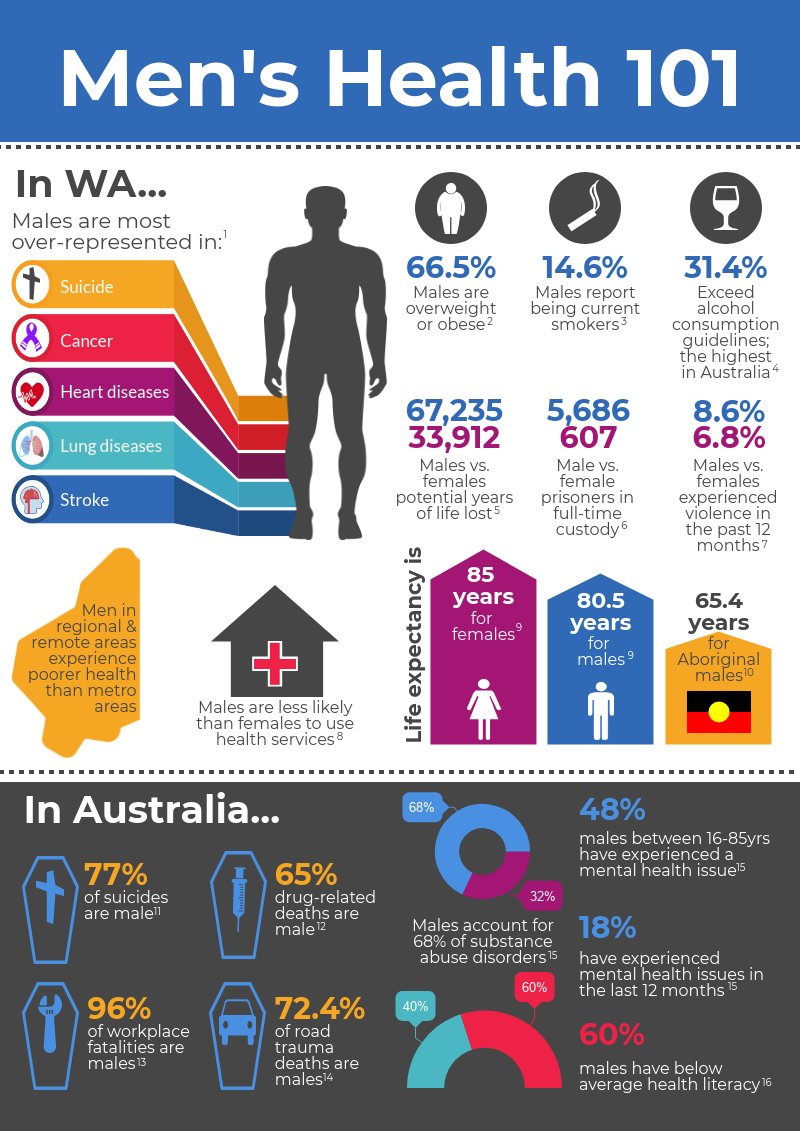 Men's Health 101
In WA...
Males are most
over-represented in:1
Suicide
Cancer
Heart diseases
Lung diseases
Stroke
66.5%
Males are
overweight
or obese2
14.6%
Males report
being current
smokers3
31.4%
Exceed
alcohol
consumption
guidelines;
the highest
in Australia4
67,235
33,912
Males vs.
females
potential years
of life lost5
5,686
607
Male vs.
female
prisoners in
full-time
custody6
8.6%
6.8%
Males vs.
females
experienced
violence in
the past 12
months7
Men in
regional &
remote areas
experience
poorer health
than metro
areas
Males are less likely
than females to use
health services8
Life expectancy is
85
years
for
females9
80.5
years
for
males9
65.4
years
for
Aboriginal
males10
In Australia...
77%
of suicides
are male11
65%
drug-related
deaths are
male12
96%
of workplace
fatalities are
males13
72.4%
of road
trauma
deaths are
males14
68%
32%
Males account for
68% of substance
abuse disorders15
40%
60%
48%
males between 16-85yrs
have experienced a
mental health issue15
18%
have experienced
mental health issues in
the last 12 months15
60%
males have below
average health literacy16